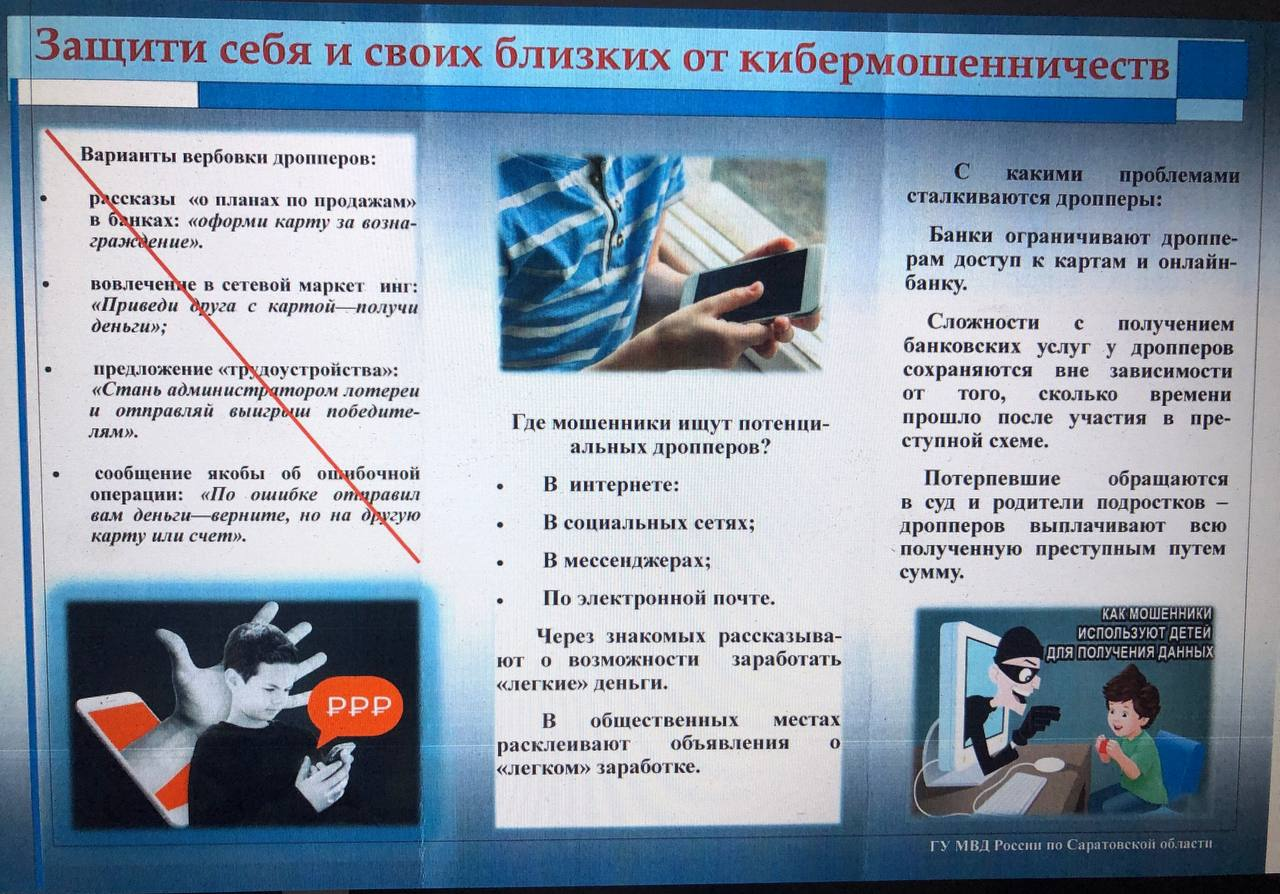 Защити себя и своих близких от кибермошенничеств
Варианты вербовки дропперов:
• рассказы «о планах по продажам»
в банках: «оформи карту за возна-
граждение».
• вовлечение в сетевой маркет инг:
«Приведи друга с картой—получи
деньги»;
• предложение «трудоустройства»:
«Стань администратором лотереи
и отправляй выигрыш победите-
лям».
• сообщение якобы об ошибочной
операции: «По ошибке отправил
вам деньги—верните, но на другую
карту или счет».
₽₽₽
Где мошенники ищут потенци-
альных дропперов?
• В интернете:
• В социальных сетях;
• В мессенджерах;
• По электронной почте.
Через знакомых рассказыва-
ют о возможности заработать
«легкие» деньги.
В общественных местах
расклеивают объявления о
«легком» заработке.
С какими проблемами
сталкиваются дропперы:
Банки ограничивают дроппе-
рам доступ к картам и онлайн-
банку.
Сложности с получением
банковских услуг у дропперов
сохраняются вне зависимости
от того, сколько времени
прошло после участия в пре-
ступной схеме.
Потерпевшие обращаются
в суд и родители подростков –
дропперов выплачивают всю
полученную преступным путем
сумму.
КАК МОШЕННИКИ
ИСПОЛЬЗУЮТ ДЕТЕЙ
ДЛЯ ПОЛУЧЕНИЯ ДАННЫХ
ГУ МВД России по Саратовской области